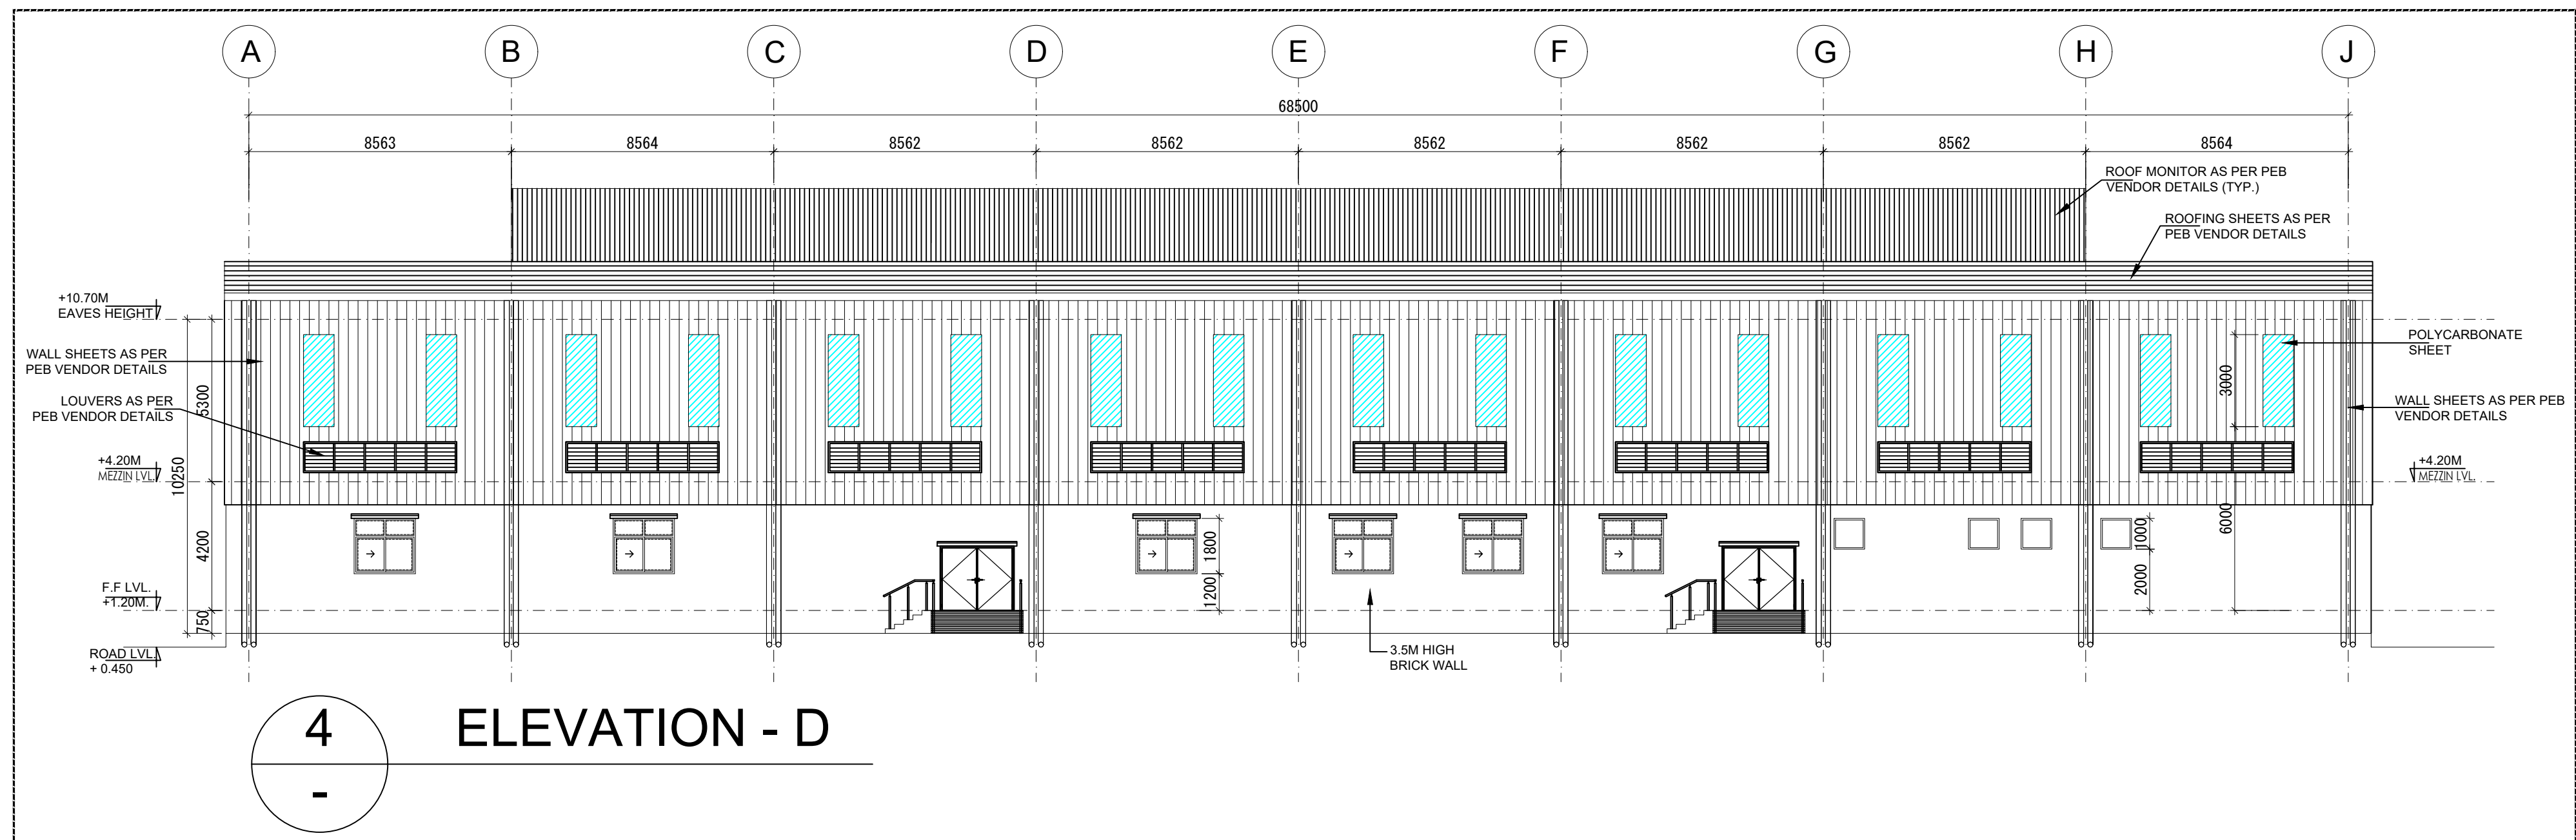 A B C D E F G H J
68500
8563 8564 8562 8562 8562 8562 8562 8564
ROOF MONITOR AS PER PEB
VENDOR DETAILS (TYP.)
ROOFING SHEETS AS PER
PEB VENDOR DETAILS
+10.70M
EAVES HEIGHT
WALL SHEETS AS PER
PEB VENDOR DETAILS
LOUVERS AS PER
PEB VENDOR DETAILS
5300
+4.20M
MEZZIN LVL.
10250
4200
F.F LVL.
+1.20M.
750
ROAD LVL.
+ 0.450
1800
1200
3.5M HIGH
BRICK WALL
POLYCARBONATE
SHEET
3000
WALL SHEETS AS PER PEB
VENDOR DETAILS
+4.20M
MEZZIN LVL.
6000
1000
2000
4
-
ELEVATION - D